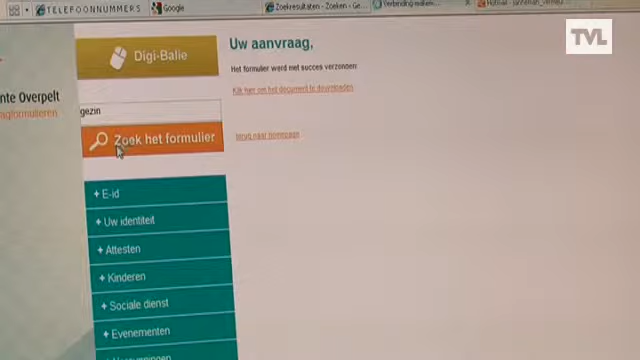 TELEFOONNUMMERS
Google
Zoekresultaten - Zoeken - Ge...
TVL
Digi-Balie
Uw aanvraag,
Het formulier werd met succes verzonden:
Klik hier om het document te downloaden
nte Overpelt
agformulieren
gezin
Zoek het formulier
terug naar homepage
+ E-id
+ Uw identiteit
+ Attesten
+ Kinderen
+ Sociale dienst
+ Evenementen